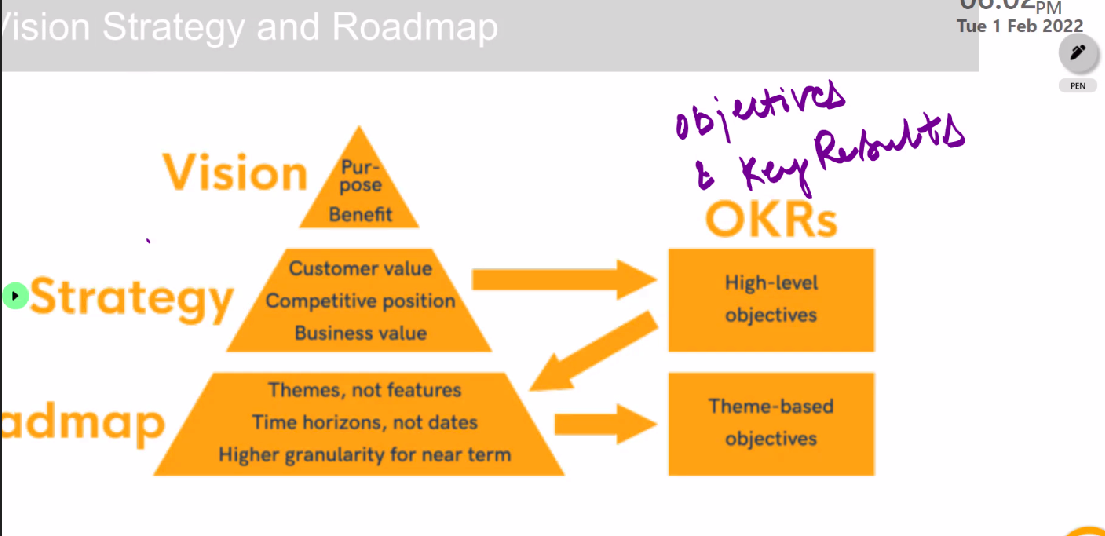 Vision Strategy and Roadmap
PM
Tue 1 Feb 2022
PEN
Objectives
& Key Results
Vision
Pur-
pose
Benefit
OKRs
Strategy
Customer value
Competitive position
Business value
High-level
objectives
admap
Themes, not features
Time horizons, not dates
Higher granularity for near term
Theme-based
objectives